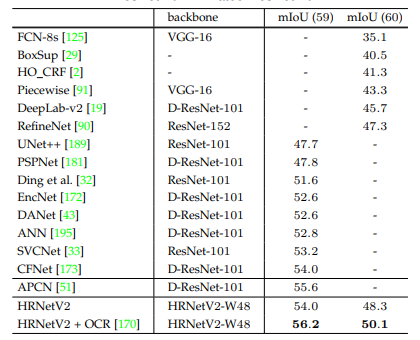 backbone mIoU (59) mIoU (60)
FCN-8s [125] VGG-16 - 35.1
BoxSup [29] - - 40.5
HO_CRF [2] - - 41.3
Piecewise [91] VGG-16 - 43.3
DeepLab-v2 [19] D-ResNet-101 - 45.7
RefineNet [90] ResNet-152 - 47.3
UNet++ [189] ResNet-101 47.7 -
PSPNet [181] D-ResNet-101 47.8 -
Ding et al. [32] ResNet-101 51.6 -
EncNet [172] D-ResNet-101 52.6 -
DANet [43] D-ResNet-101 52.6 -
ANN [195] D-ResNet-101 52.8 -
SVCNet [33] ResNet-101 53.2 -
CFNet [173] D-ResNet-101 54.0 -
APCN [51] D-ResNet-101 55.6 -
HRNetV2 HRNetV2-W48 54.0 48.3
HRNetV2 + OCR [170] HRNetV2-W48 56.2 50.1